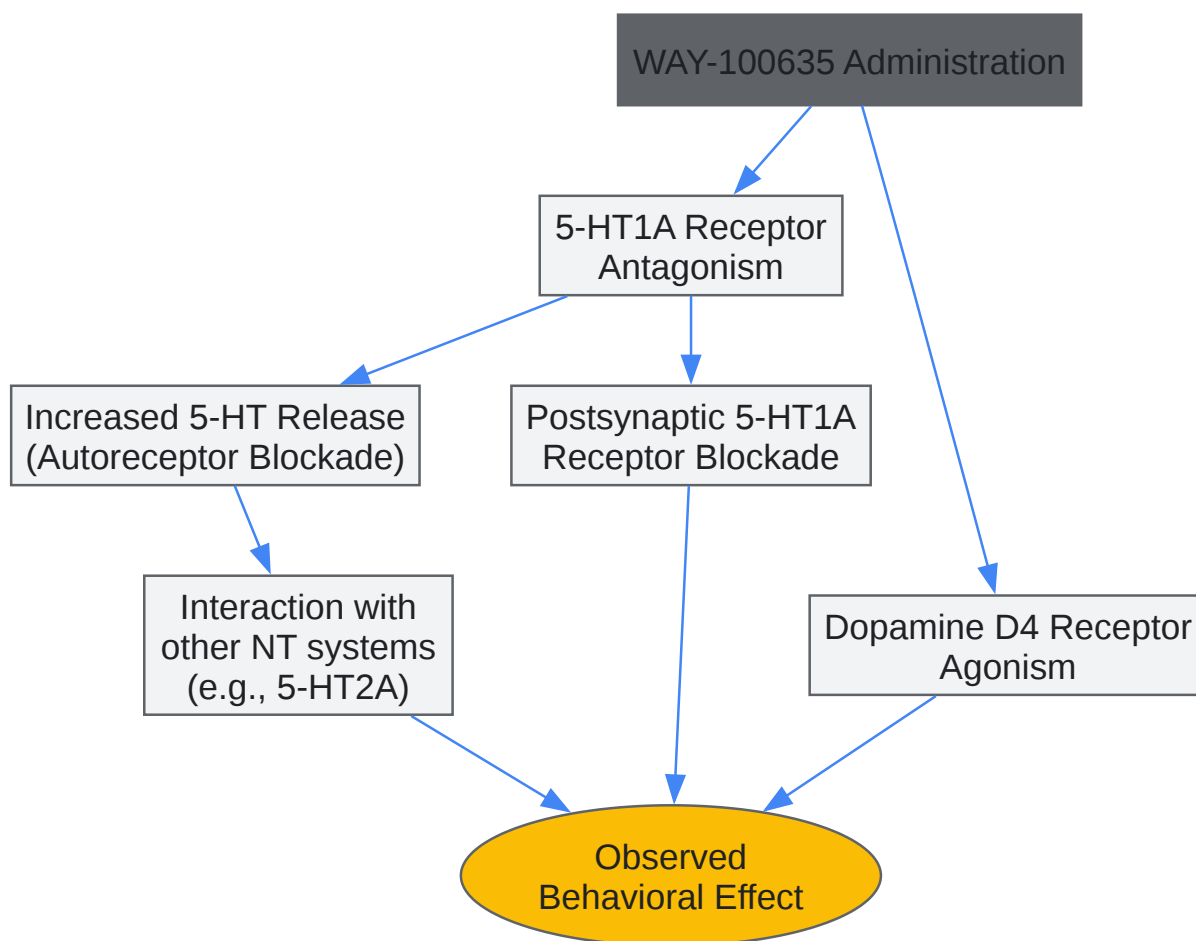 WAY-100635 Administration
5-HT1A Receptor
Antagonism
Increased 5-HT Release
(Autoreceptor Blockade)
Postsynaptic 5-HT1A
Receptor Blockade
Interaction with
other NT systems
(e.g., 5-HT2A)
Dopamine D4 Receptor
Agonism
Observed
Behavioral Effect